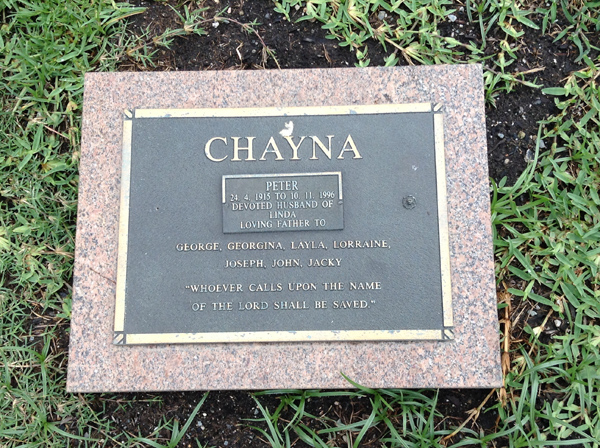 CHAYNA
PETER
24. 4. 1915 TO 10. 11. 1996
DEVOTED HUSBAND OF
LINDA
LOVING FATHER TO
GEORGE, GEORGINA, LAYLA, LORRAINE,
JOSEPH, JOHN, JACKY
"WHOEVER CALLS UPON THE NAME
OF THE LORD SHALL BE SAVED."